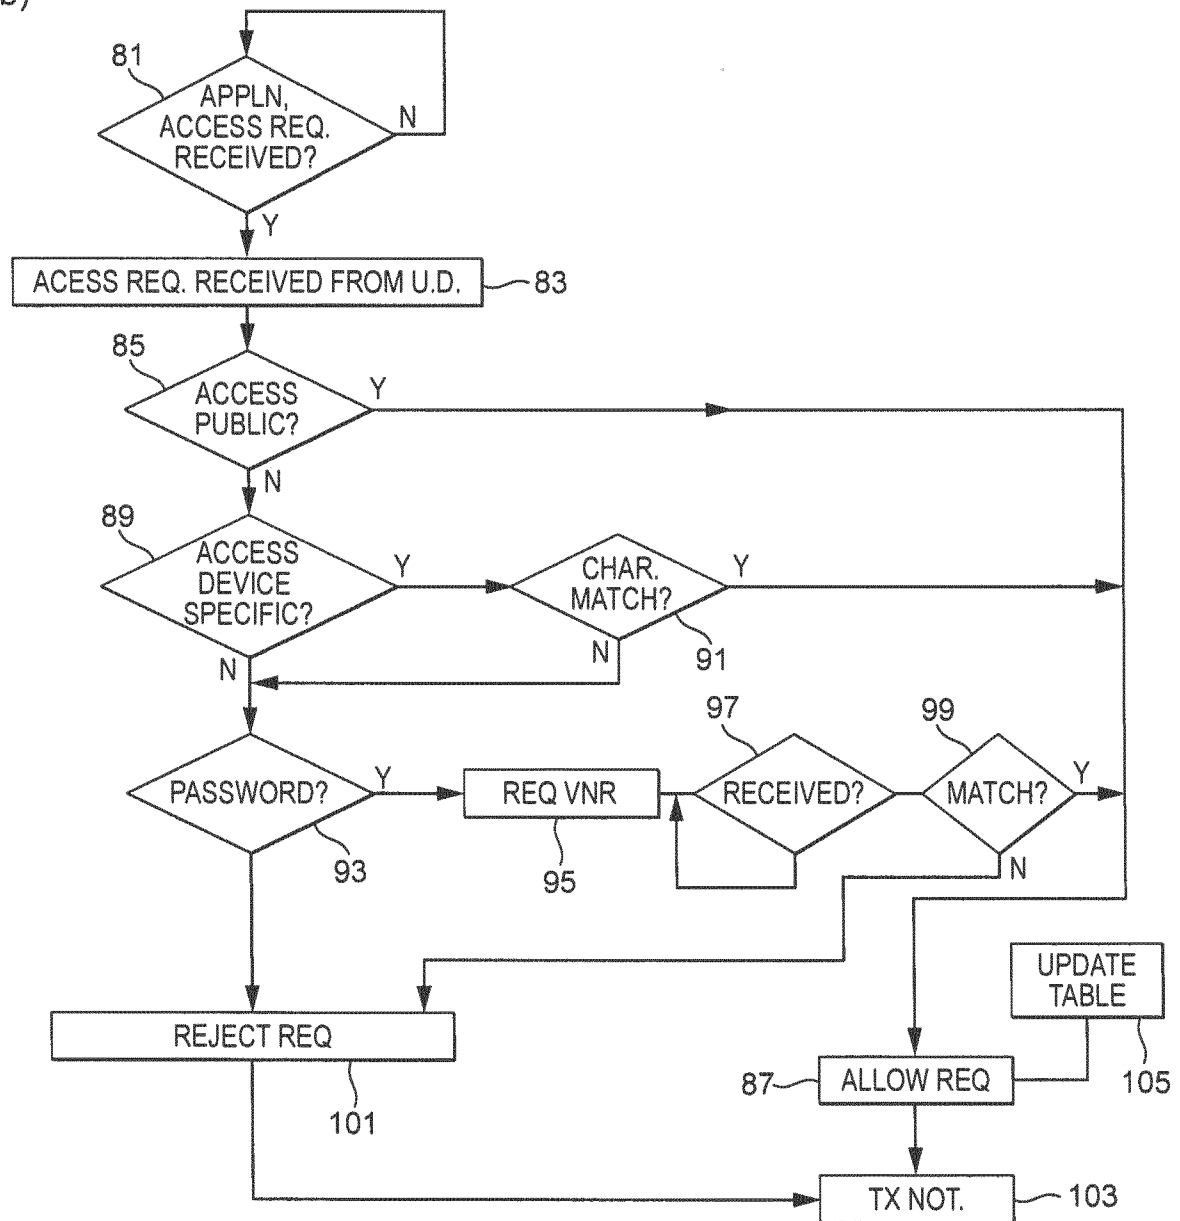 b)
81
APPLN,
ACCESS REQ.
RECEIVED?
N
Y
ACESS REQ. RECEIVED FROM U.D.
83
85
ACCESS
PUBLIC?
Y
N
89
ACCESS
DEVICE
SPECIFIC?
Y
CHAR.
MATCH?
Y
N
N
91
97
99
PASSWORD?
Y
REQ VNR
RECEIVED?
MATCH?
Y
93
95
N
UPDATE
TABLE
REJECT REQ
87
ALLOW REQ
105
101
TX NOT.
103